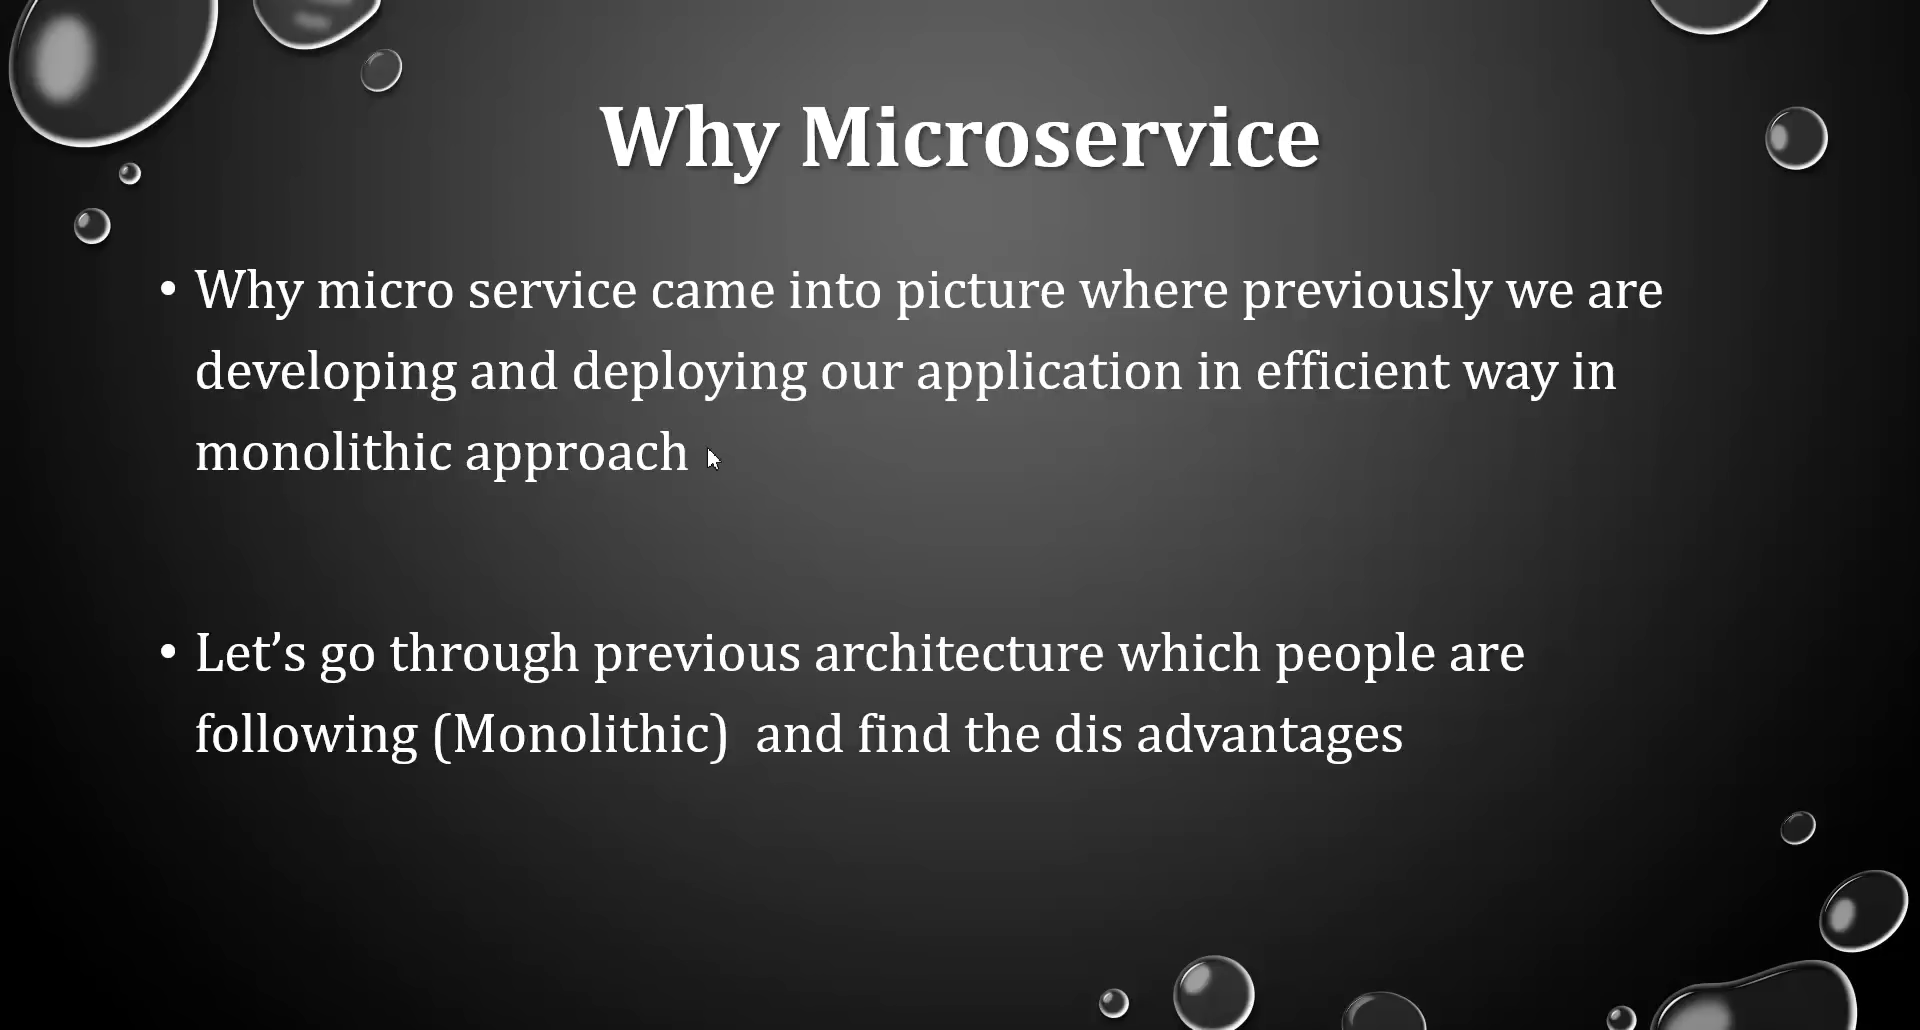 Why Microservice
• Why micro service came into picture where previously we are
developing and deploying our application in efficient way in
monolithic approach
• Let’s go through previous architecture which people are
following (Monolithic)  and find the dis advantages